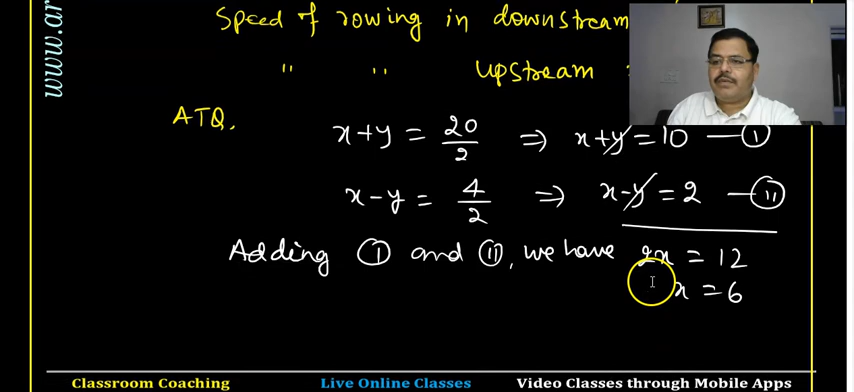 www.ar
Speed of rowing in downstream
" " Upstream =
ATQ,
x+y = 20/2 ⇒ x+y = 10 — (I)
x-y = 4/2 ⇒ x-y = 2 — (II)
Adding (I) and (II), we have 2x = 12
x = 6
Classroom Coaching Live Online Classes Video Classes through Mobile Apps